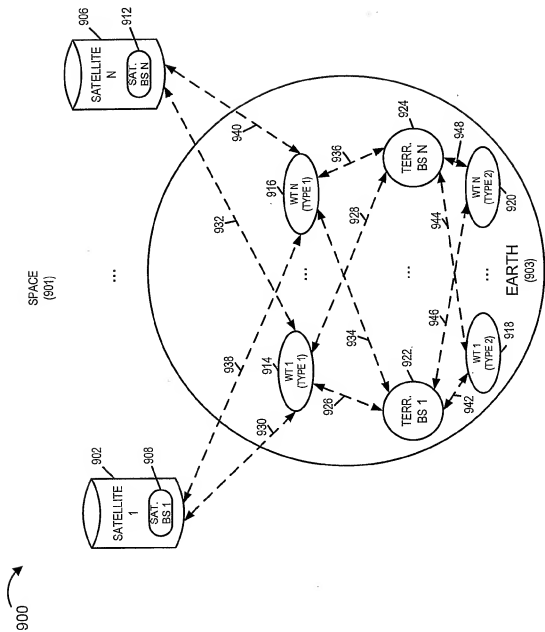 900
SPACE
(901)
...
902
SATELLITE
1
908
SAT.
BS 1
906
SATELLITE
N
912
SAT.
BS N
938
930
932
940
914
WT 1
(TYPE 1)
...
916
WT N
(TYPE 1)
926
934
928
936
922
TERR.
BS 1
...
924
TERR.
BS N
942
946
944
948
WT 1
(TYPE 2)
918
...
WT N
(TYPE 2)
920
EARTH
(903)